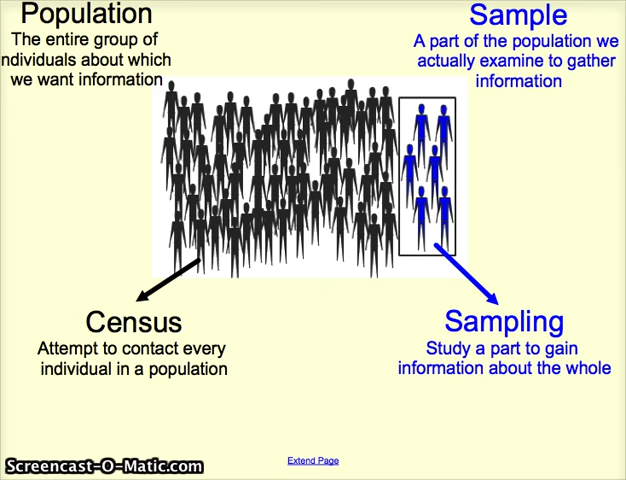 Population
The entire group of
ndividuals about which
we want information
Sample
A part of the population we
actually examine to gather
information
Census
Attempt to contact every
individual in a population
Sampling
Study a part to gain
information about the whole
Extend Page
Screencast-O-Matic.com